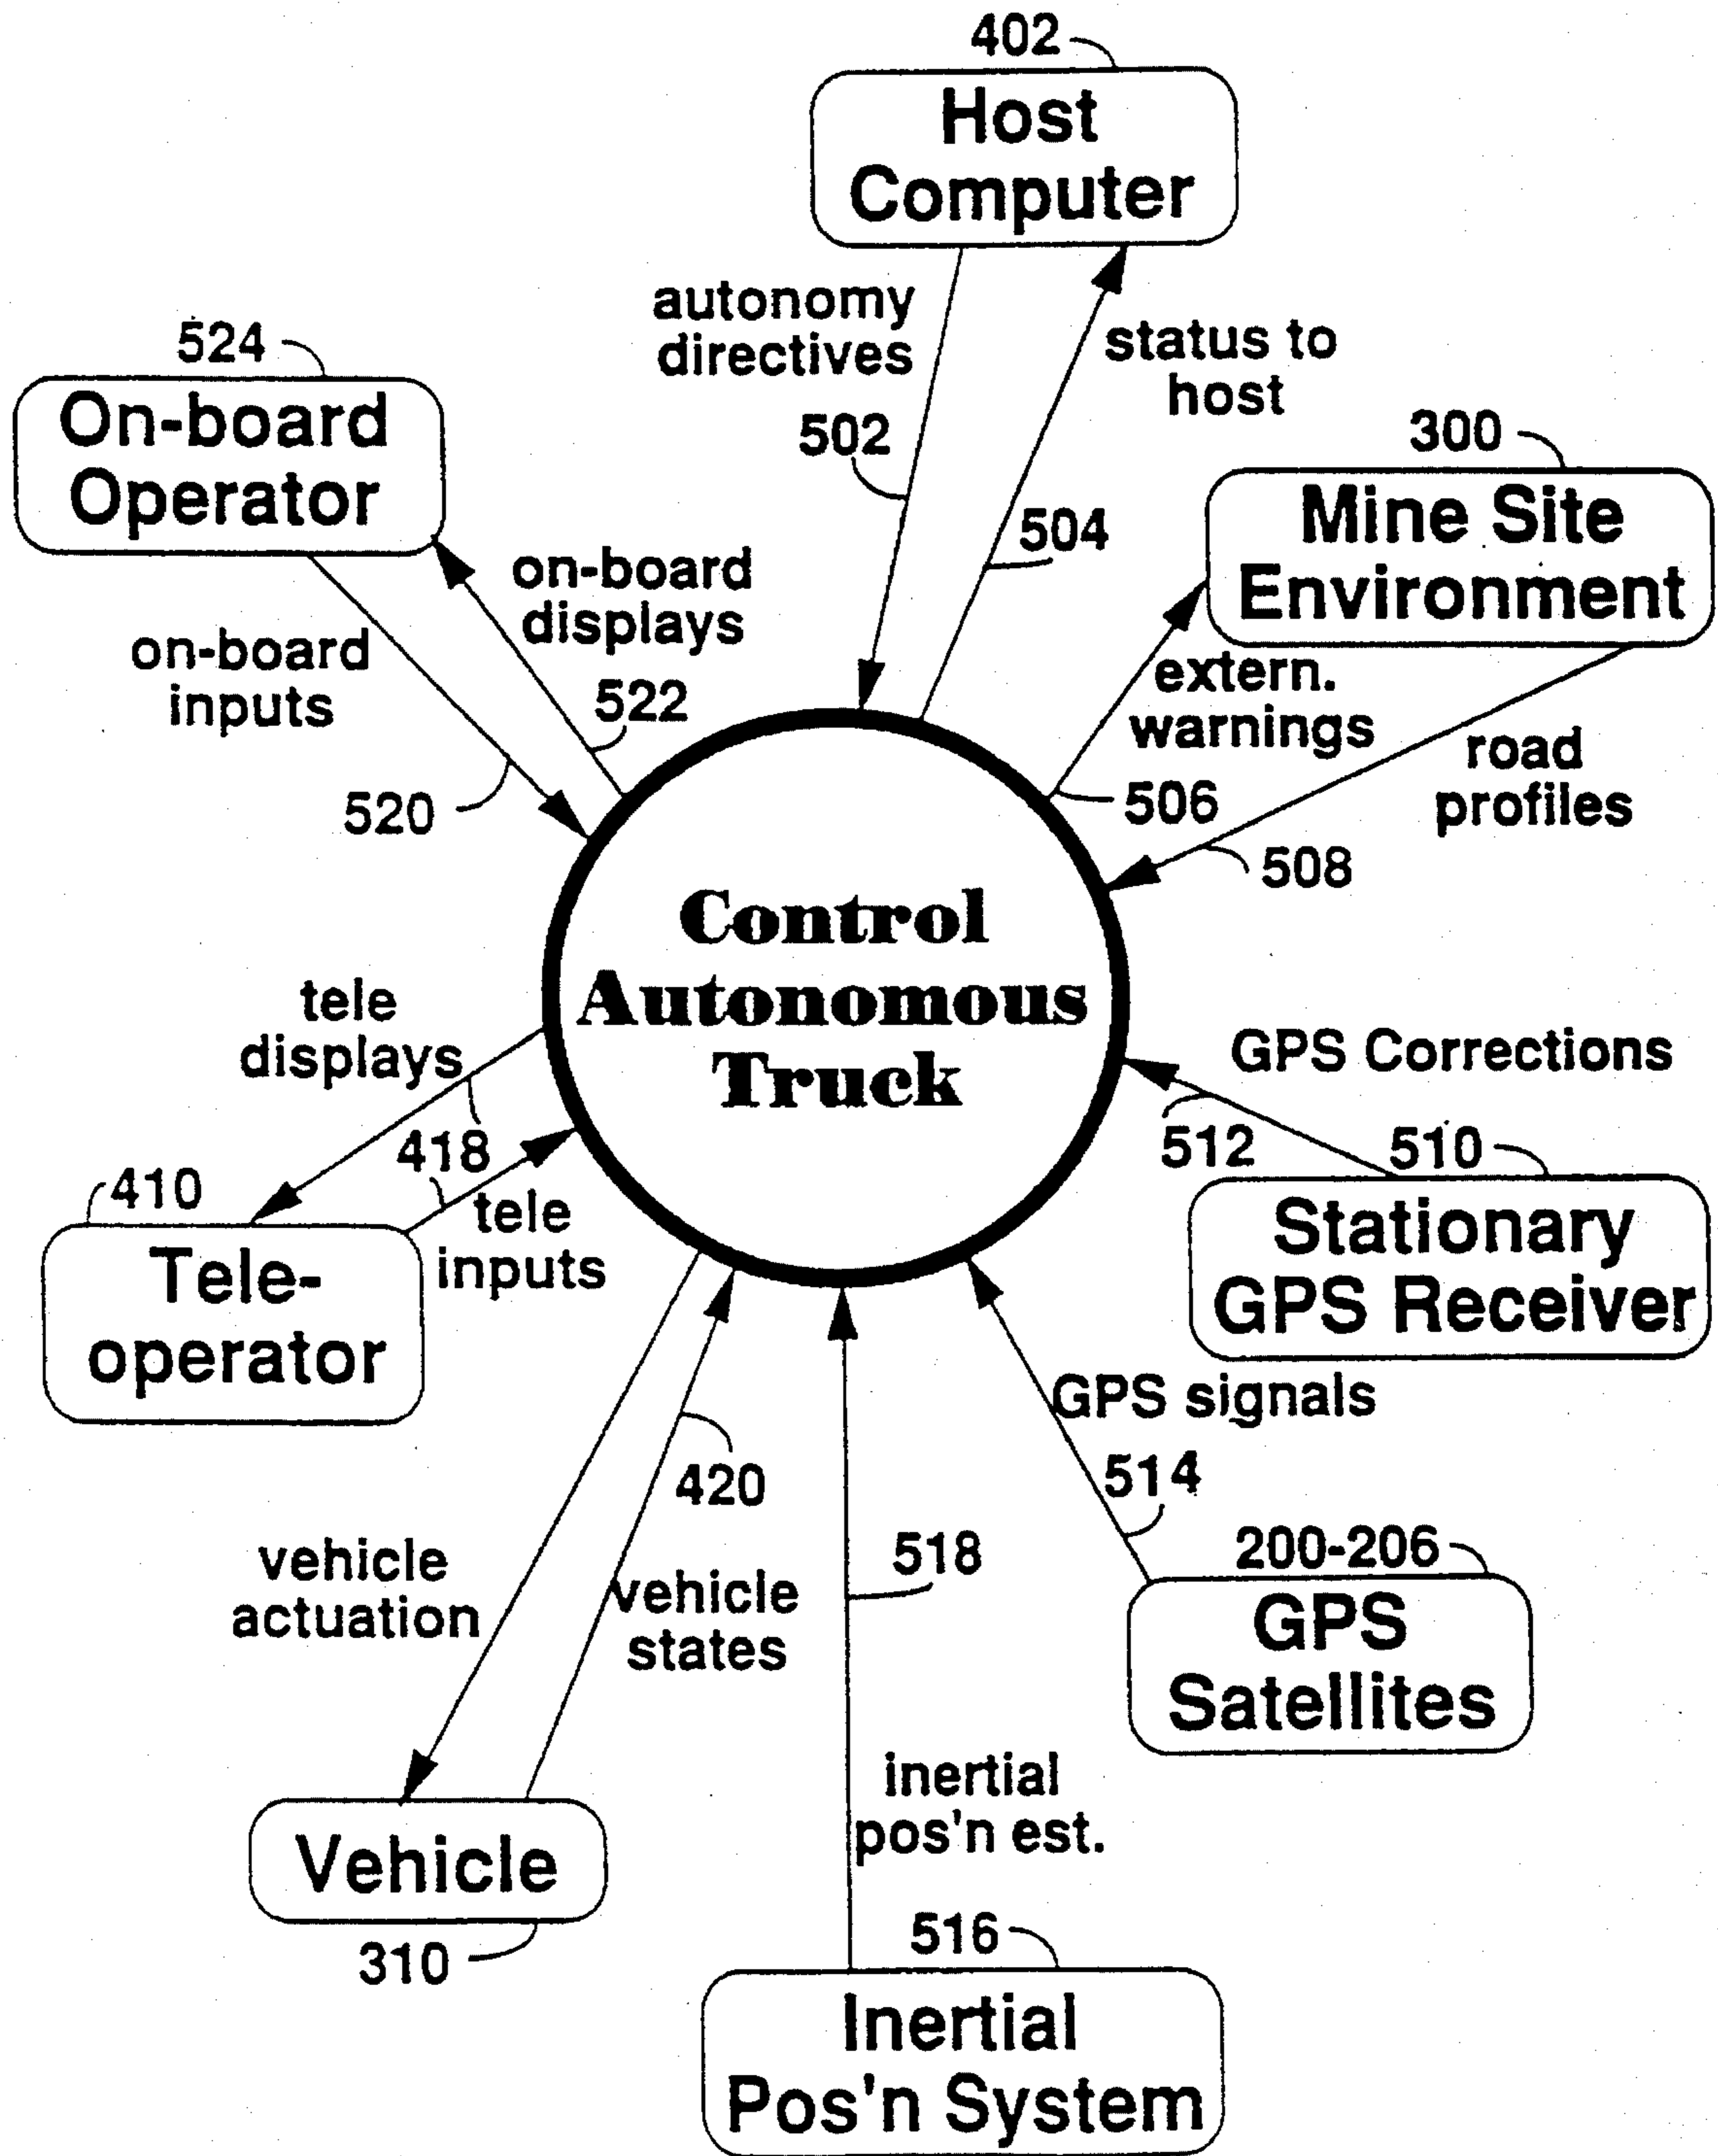 402
Host
Computer
autonomy
directives
502
status to
host
504
524
On-board
Operator
on-board
displays
522
on-board
inputs
520
300
Mine Site
Environment
extern.
warnings
506
road
profiles
508
Control
Autonomous
Truck
tele
displays
418
418
tele
inputs
410
Tele-
operator
GPS Corrections
512
510
Stationary
GPS Receiver
GPS signals
514
200-206
GPS
Satellites
420
vehicle
actuation
vehicle
states
Vehicle
310
518
inertial
pos'n est.
516
Inertial
Pos'n System